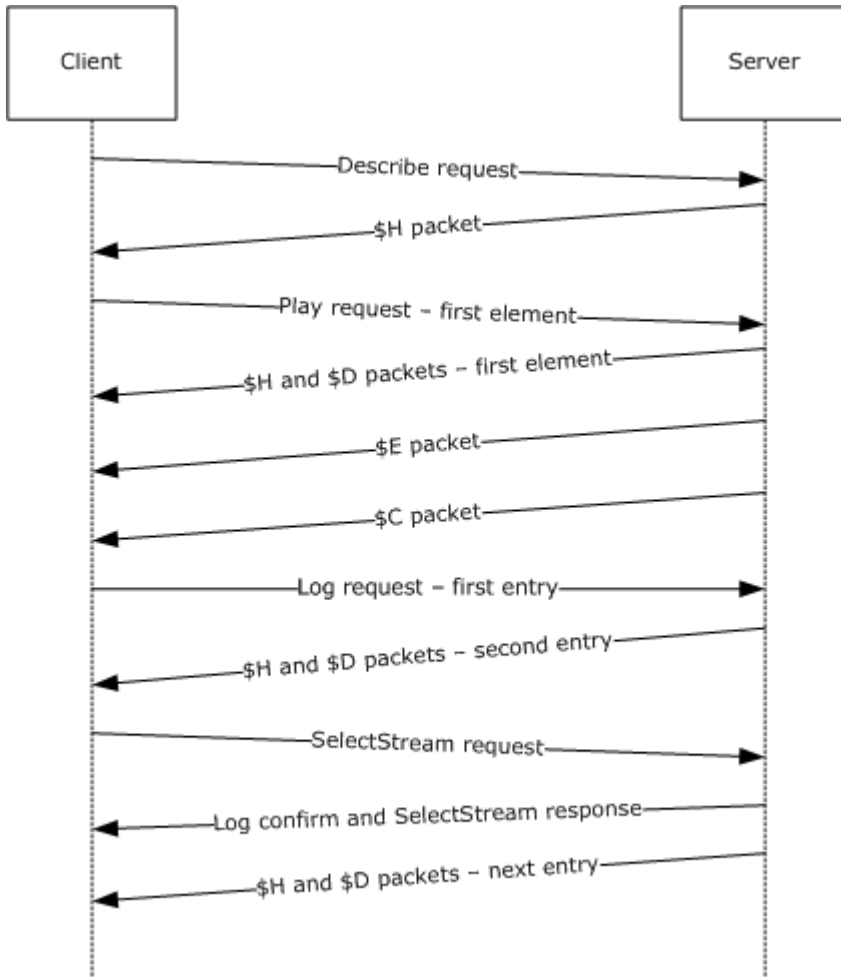 Client
Server
Describe request
$H packet
Play request – first element
$H and $D packets – first element
$E packet
$C packet
Log request – first entry
$H and $D packets – second entry
SelectStream request
Log confirm and SelectStream response
$H and $D packets – next entry